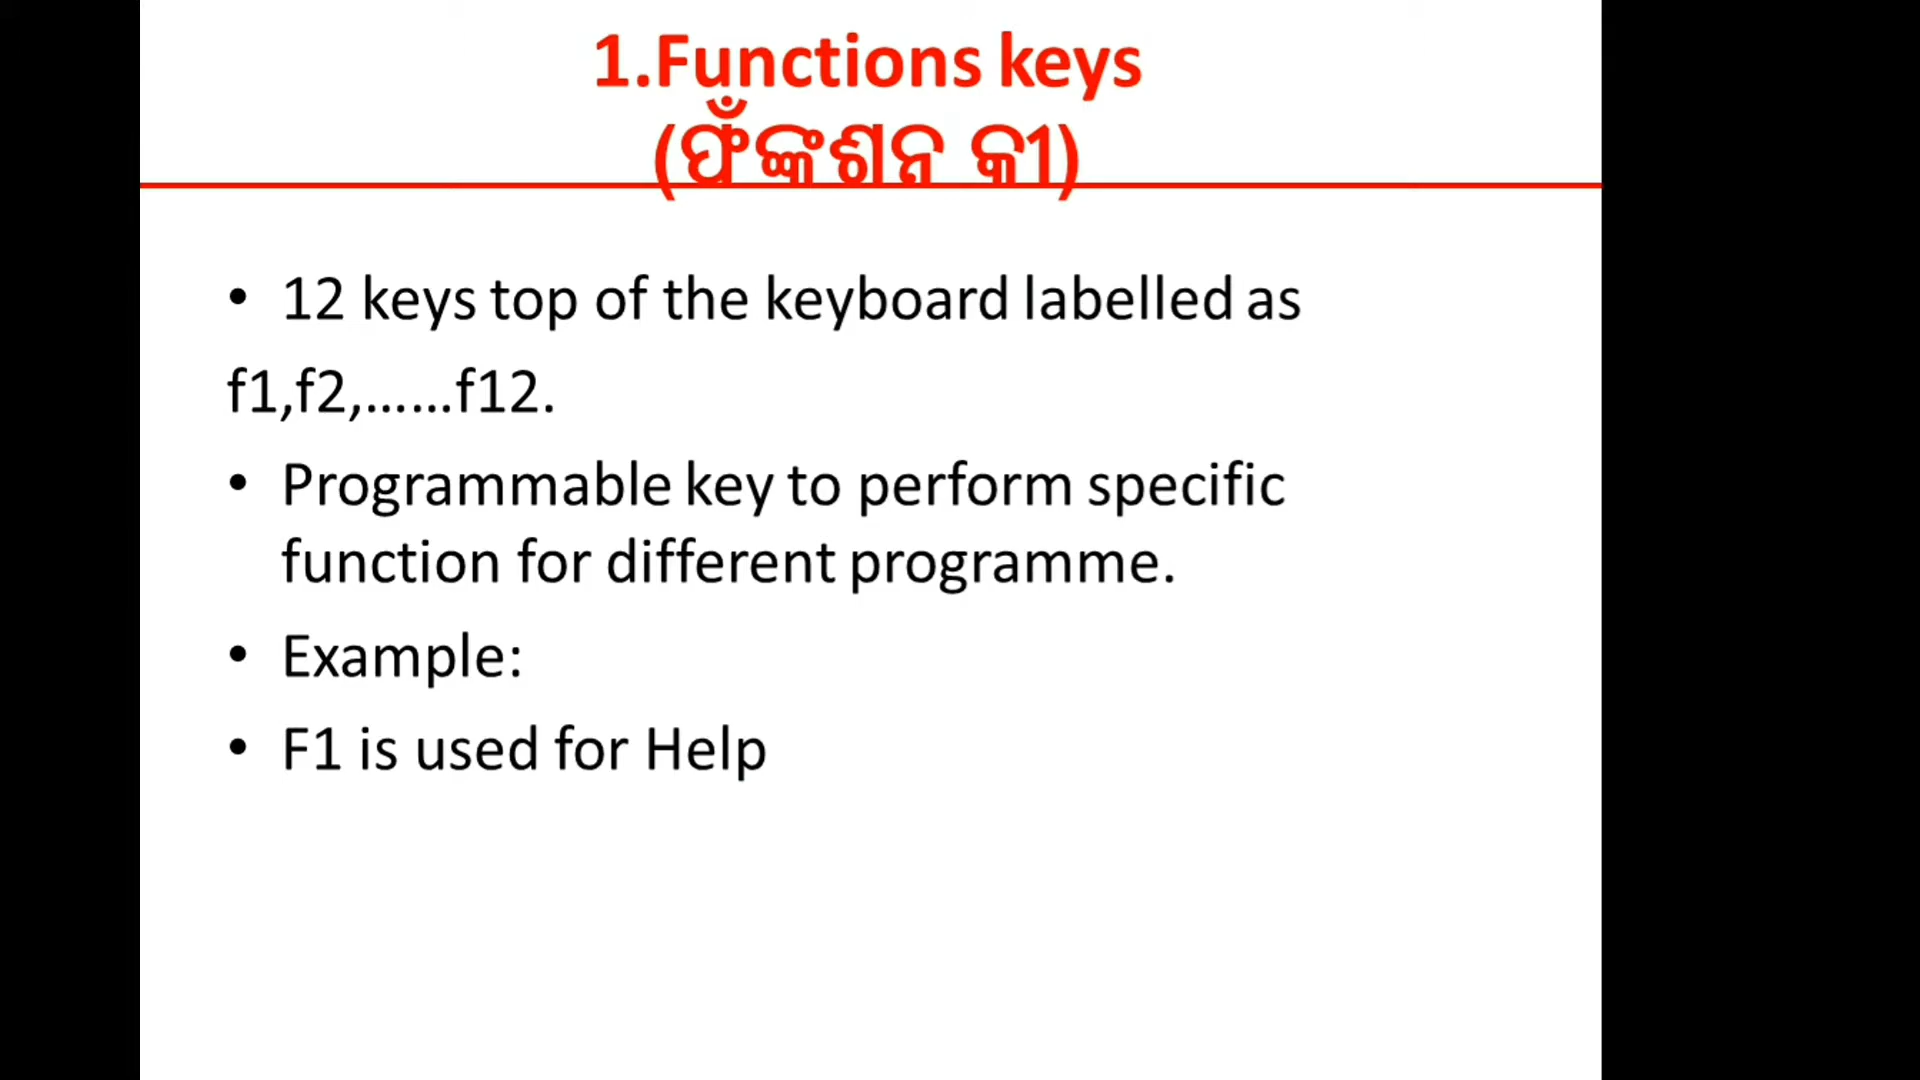 1.Functions keys
(ଫଁଙ୍କଶନ କୀ)
• 12 keys top of the keyboard labelled as
f1,f2,......f12.
• Programmable key to perform specific
function for different programme.
• Example:
• F1 is used for Help